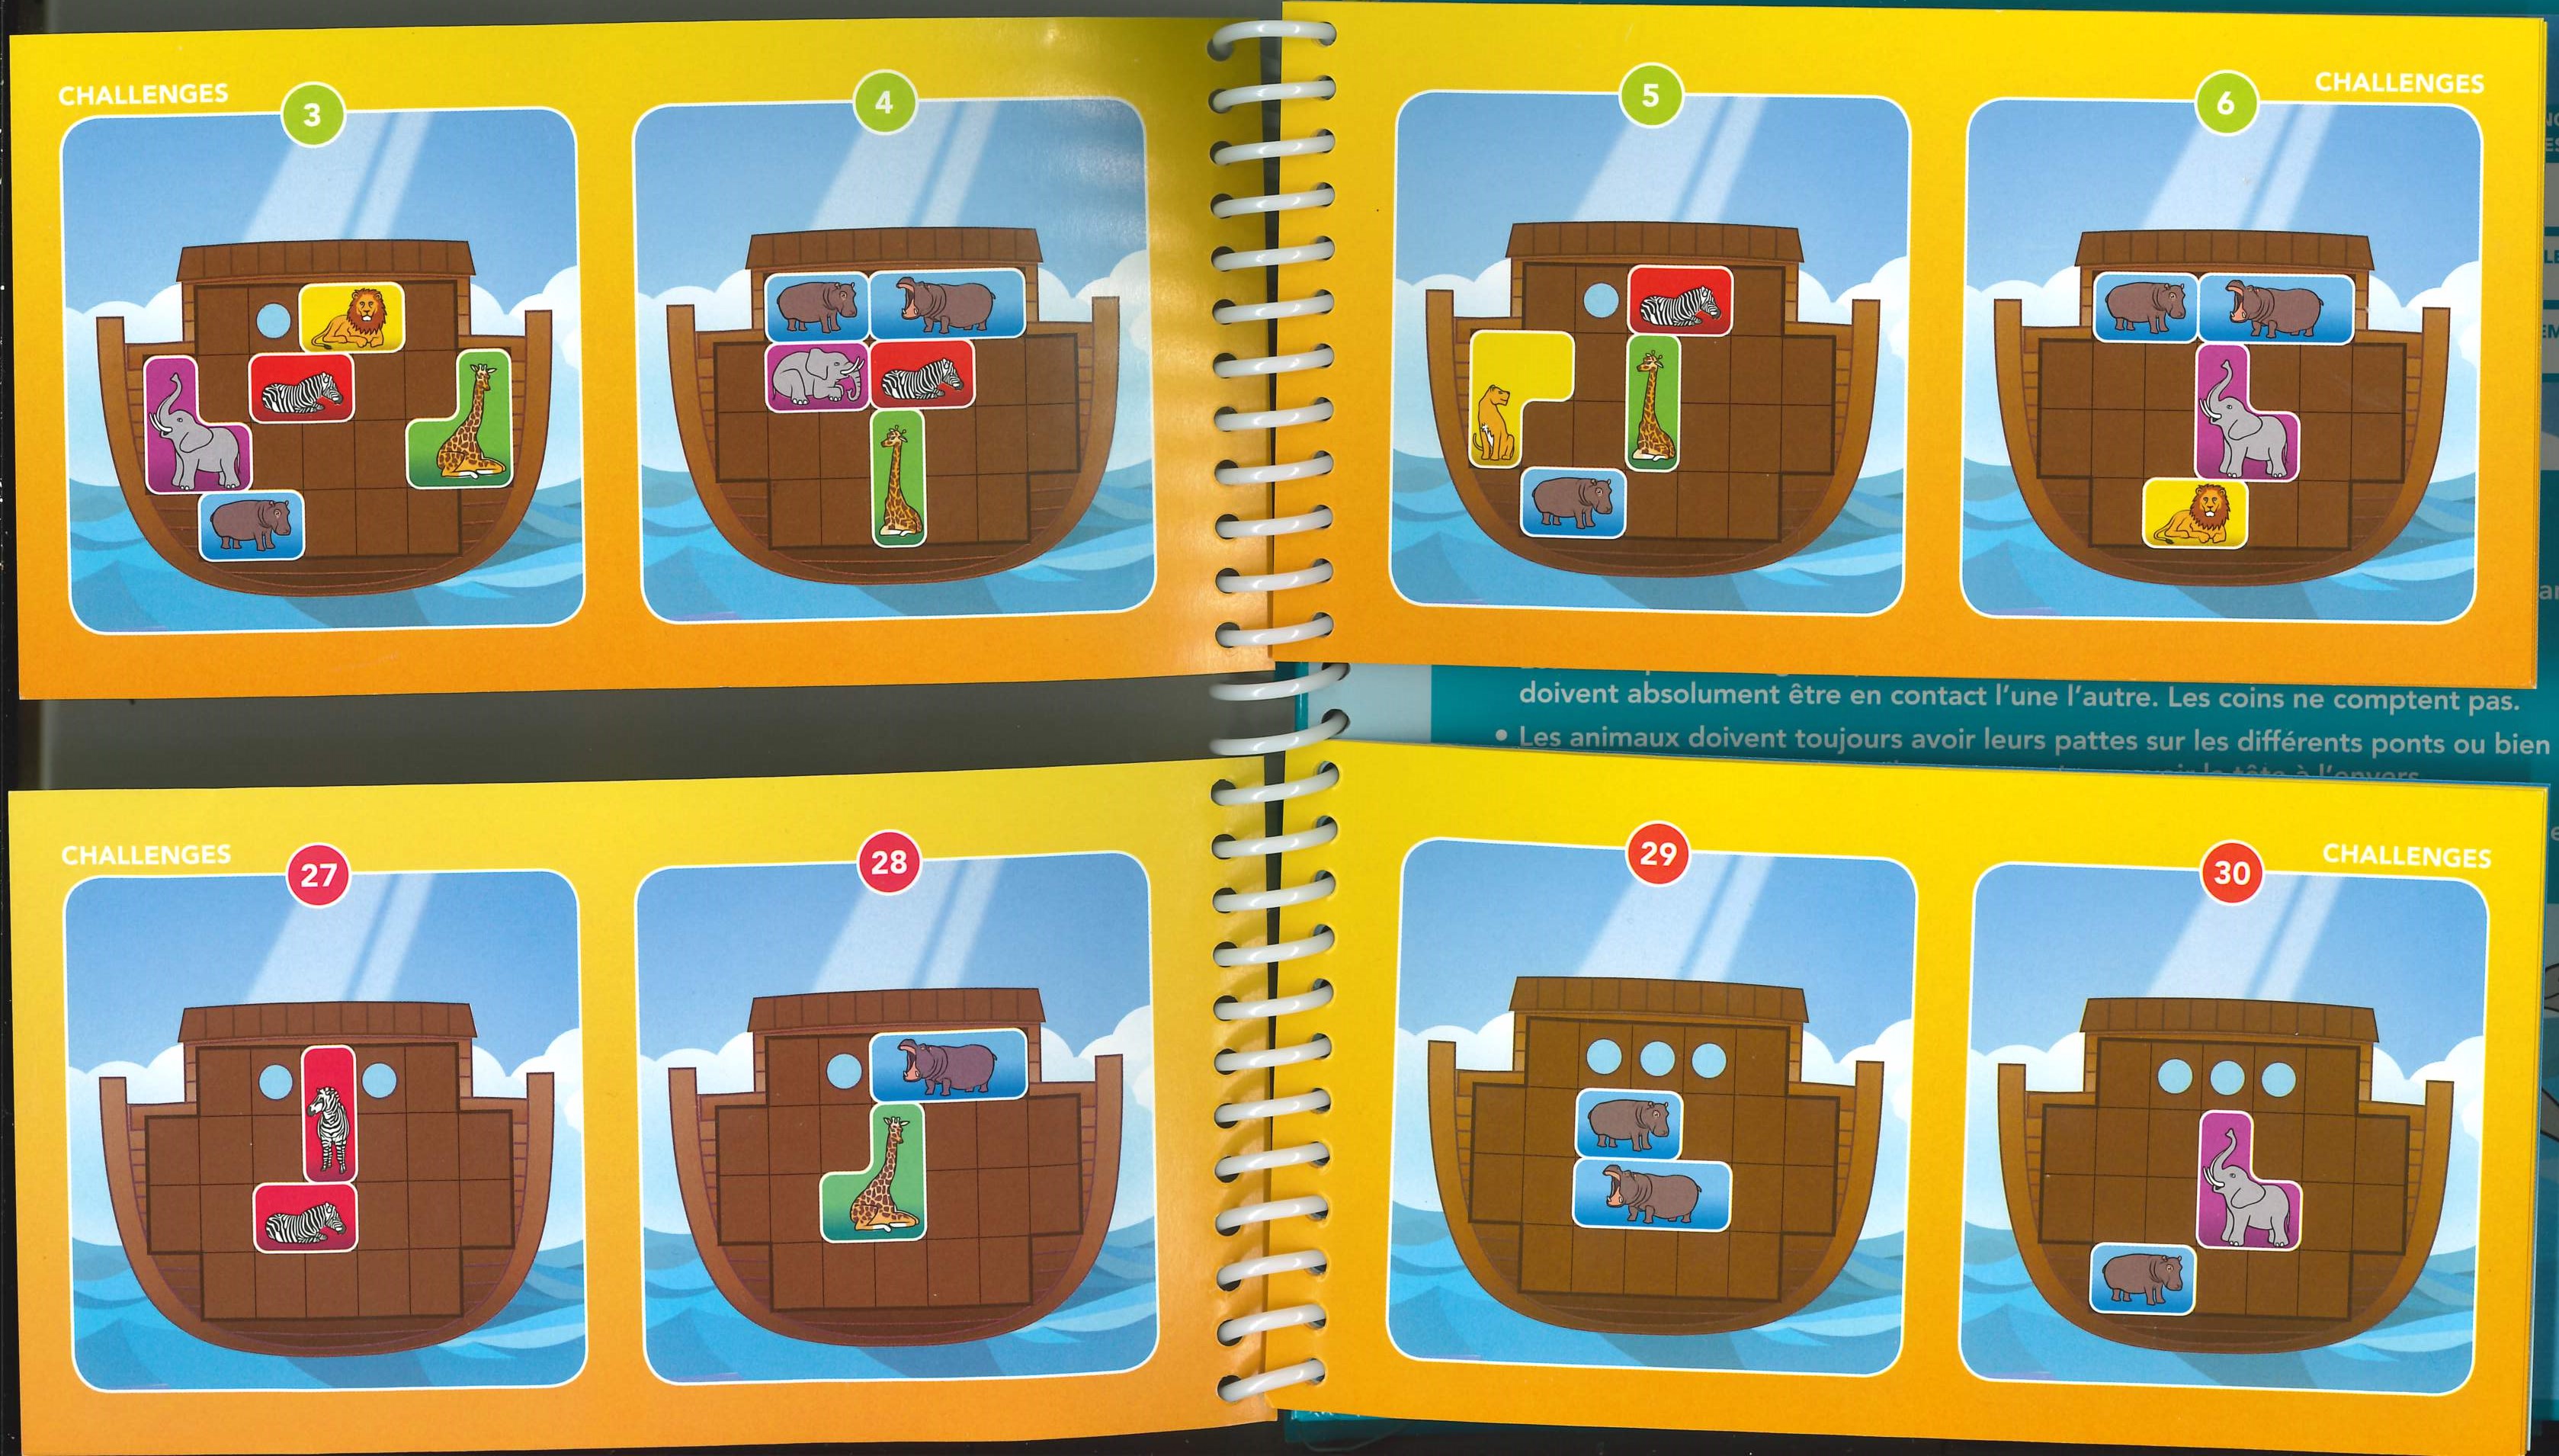 CHALLENGES
3
4
5
6
CHALLENGES
doivent absolument être en contact l'une l'autre. Les coins ne comptent pas.
• Les animaux doivent toujours avoir leurs pattes sur les différents ponts ou bien
CHALLENGES
27
28
29
30
CHALLENGES